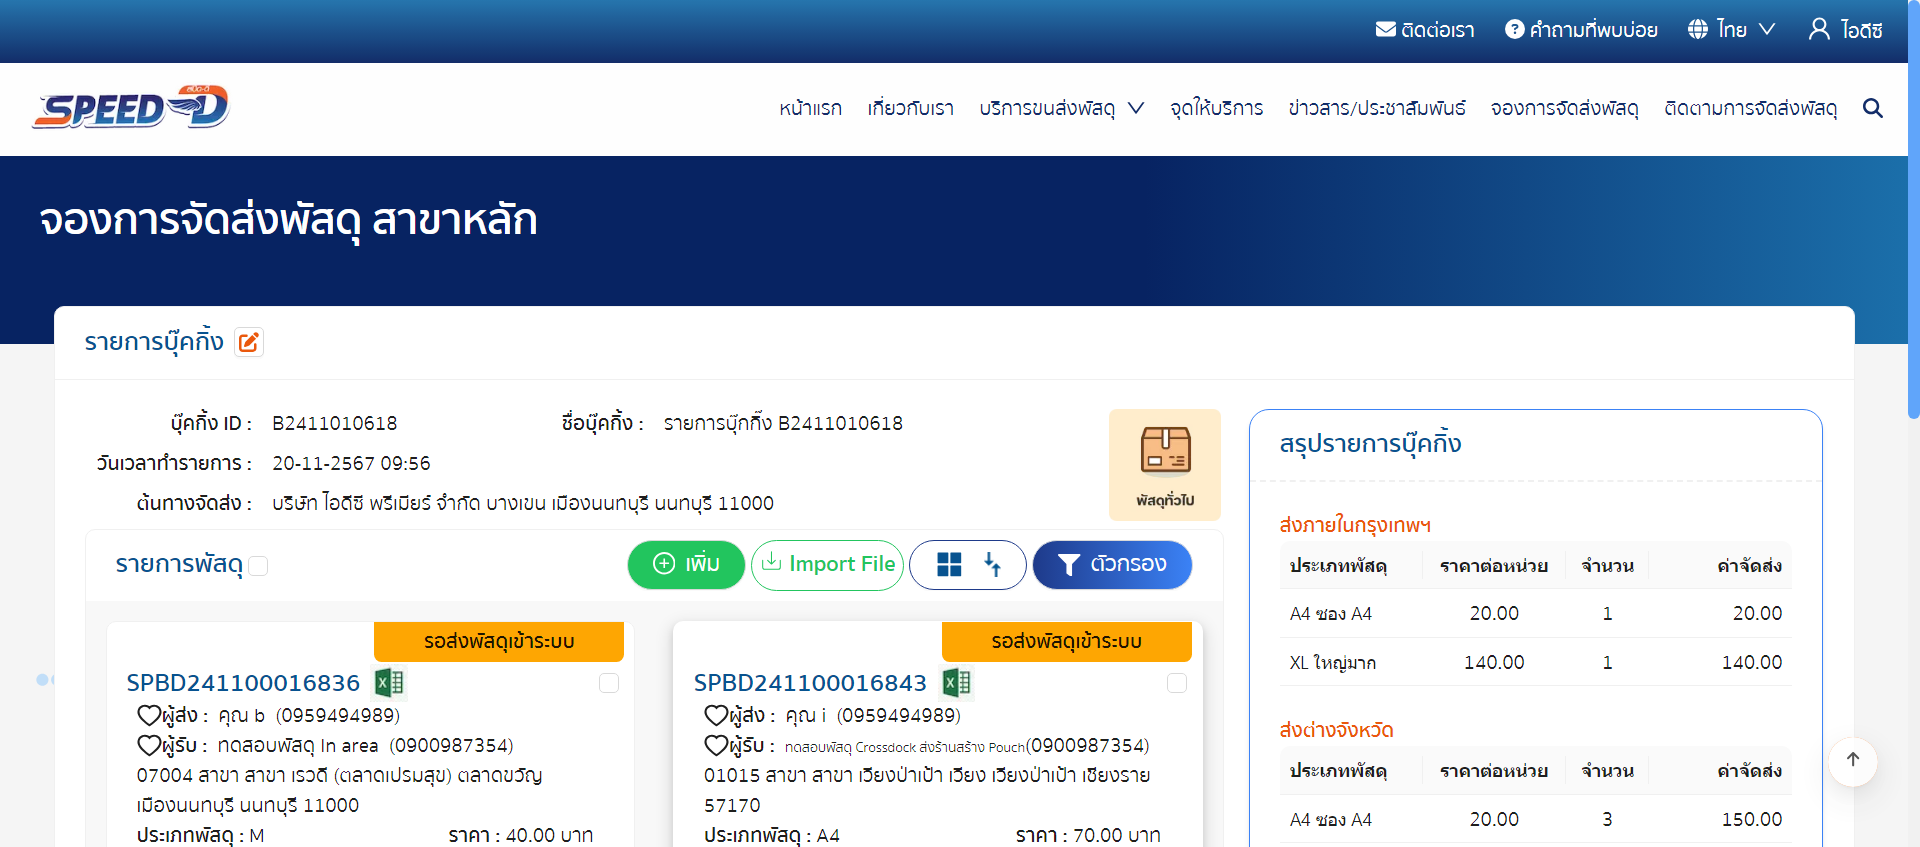 ติดต่อเรา คำถามที่พบบ่อย ไทย ไอดีซี
สปีด-ดี
SPEED-D
หน้าแรก เกี่ยวกับเรา บริการขนส่งพัสดุ จุดให้บริการ ข่าวสาร/ประชาสัมพันธ์ จองการจัดส่งพัสดุ ติดตามการจัดส่งพัสดุ
จองการจัดส่งพัสดุ สาขาหลัก
รายการบุ๊คกิ้ง
บุ๊คกิ้ง ID : B2411010618 ชื่อบุ๊คกิ้ง : รายการบุ๊กกิ๊ง B2411010618
วันเวลาทำรายการ : 20-11-2567 09:56
ต้นทางจัดส่ง : บริษัท ไอดีซี พรีเมียร์ จำกัด บางเขน เมืองนนทบุรี นนทบุรี 11000
พัสดุทั่วไป
รายการพัสดุ
เพิ่ม Import File ตัวกรอง
รอส่งพัสดุเข้าระบบ
SPBD241100016836
ผู้ส่ง : คุณ b (0959494989)
ผู้รับ : ทดสอบพัสดุ In area (0900987354)
07004 สาขา สาขา เรวดี (ตลาดเปรมสุข) ตลาดขวัญ
เมืองนนทบุรี นนทบุรี 11000
ประเภทพัสดุ : M ราคา : 40.00 บาท
รอส่งพัสดุเข้าระบบ
SPBD241100016843
ผู้ส่ง : คุณ i (0959494989)
ผู้รับ : ทดสอบพัสดุ Crossdock ส่งร้านสร้าง Pouch(0900987354)
01015 สาขา สาขา เวียงป่าเป้า เวียง เวียงป่าเป้า เชียงราย
57170
ประเภทพัสดุ : A4 ราคา : 70.00 บาท
สรุปรายการบุ๊คกิ้ง
ส่งภายในกรุงเทพฯ
ประเภทพัสดุ ราคาต่อหน่วย จำนวน ค่าจัดส่ง
A4 ซอง A4 20.00 1 20.00
XL ใหญ่มาก 140.00 1 140.00
ส่งต่างจังหวัด
ประเภทพัสดุ ราคาต่อหน่วย จำนวน ค่าจัดส่ง
A4 ซอง A4 20.00 3 150.00